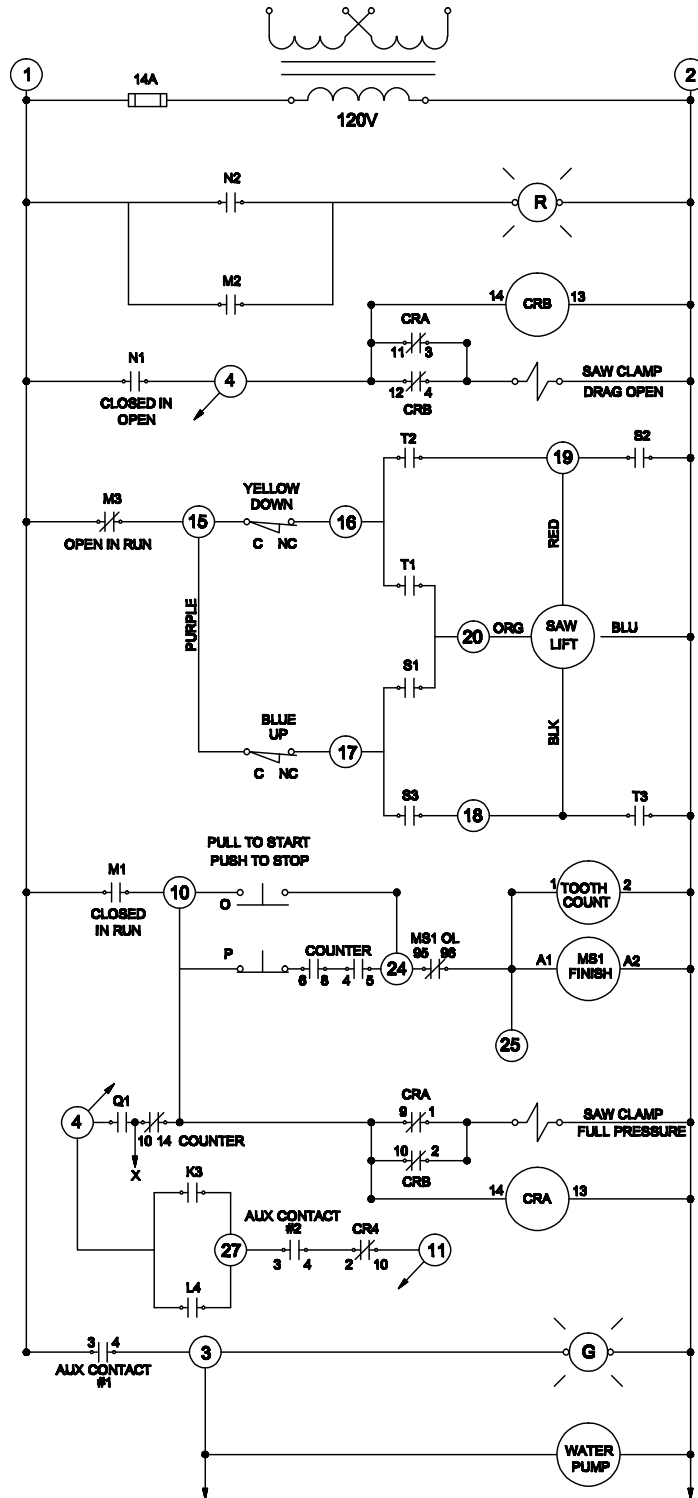 1
14A
2
120V
N2
R
M2
14 CRB 13
CRA
11 3
N1
4
12 4
SAW CLAMP
DRAG OPEN
CLOSED IN
OPEN
CRB
T2
19
S2
M3
YELLOW
DOWN
15
16
OPEN IN RUN
C NC
RED
T1
PURPLE
20
ORG
SAW
LIFT
BLU
S1
BLUE
UP
17
BLK
C NC
S3
18
T3
PULL TO START
PUSH TO STOP
M1
10
O
1 TOOTH
COUNT 2
CLOSED
IN RUN
P
COUNTER
6 8 4 5
24
MS1 OL
95 96
A1 MS1
FINISH A2
25
4
Q1
10 14 COUNTER
X
CRA
9 1
SAW CLAMP
FULL PRESSURE
10 2
CRB
K3
14 CRA 13
27
AUX CONTACT
#2
3 4
CR4
2 10
11
L4
3 4
AUX CONTACT
#1
3
G
WATER
PUMP